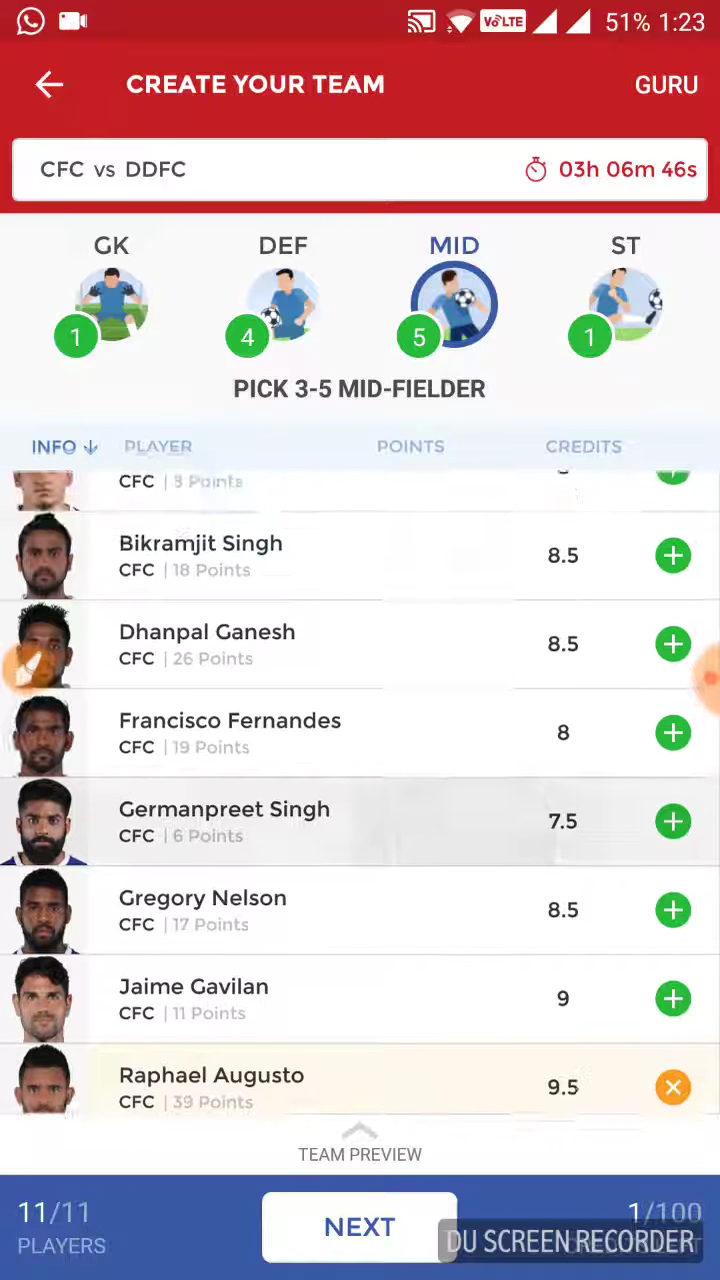 VoLTE 51% 1:23
CREATE YOUR TEAM GURU
CFC vs DDFC 03h 06m 46s
GK DEF MID ST
1 4 5 1
PICK 3-5 MID-FIELDER
INFO PLAYER POINTS CREDITS
CFC | 3 Points
Bikramjit Singh
CFC | 18 Points 8.5
Dhanpal Ganesh
CFC | 26 Points 8.5
Francisco Fernandes
CFC | 19 Points 8
Germanpreet Singh
CFC | 6 Points 7.5
Gregory Nelson
CFC | 17 Points 8.5
Jaime Gavilan
CFC | 11 Points 9
Raphael Augusto
CFC | 39 Points 9.5
TEAM PREVIEW
11/11 1/100
PLAYERS
NEXT
DU SCREEN RECORDER